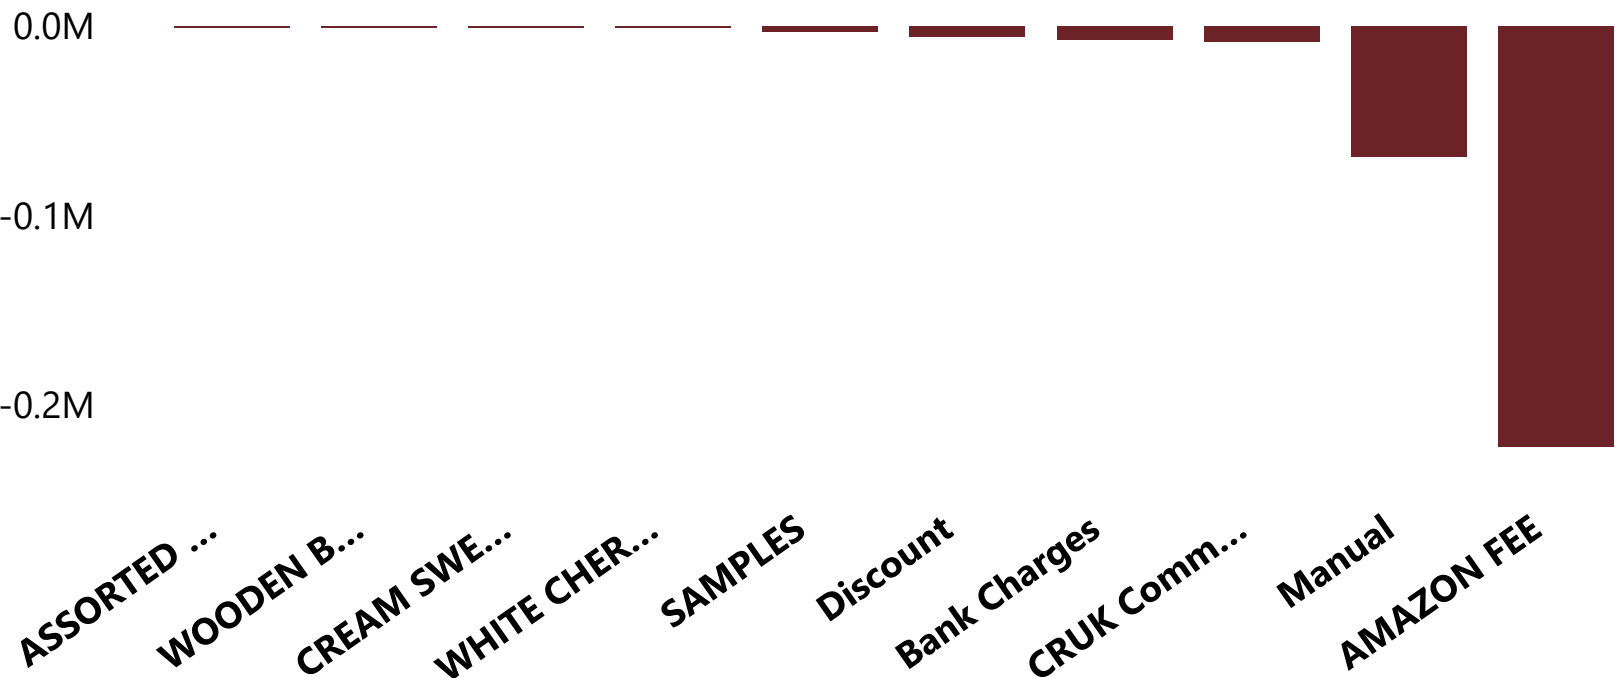 0.0M
-0.1M
-0.2M
ASSORTED ...
WOODEN B...
CREAM SWE...
WHITE CHER...
SAMPLES
Discount
Bank Charges
CRUK Comm...
Manual
AMAZON FEE